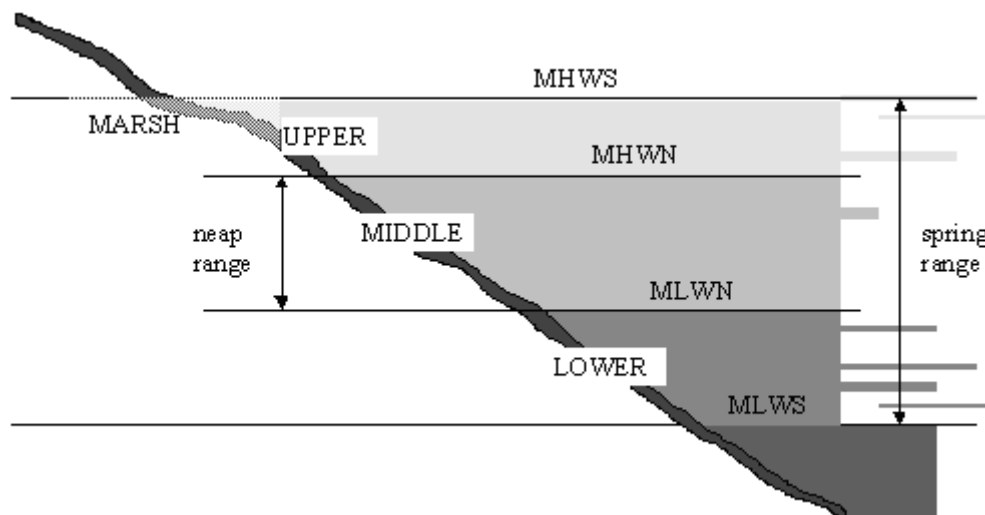 MHWS
MARSH
UPPER
MHWN
neap
range
MIDDLE
spring
range
MLWN
LOWER
MLWS